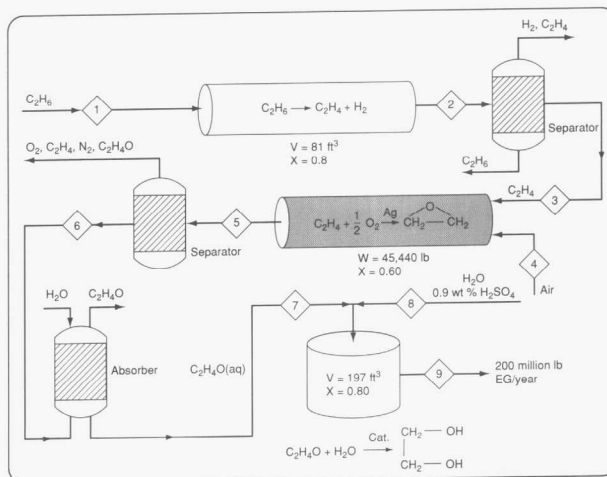 H₂, C₂H₄
C₂H₆
1
C₂H₆ → C₂H₄ + H₂
2
V = 81 ft³
X = 0.8
Separator
C₂H₆
O₂, C₂H₄, N₂, C₂H₄O
C₂H₄
3
6
5
C₂H₄ + 1/2 O₂ Ag → CH₂ — CH₂
O
Separator
W = 45,440 lb
X = 0.60
4
Air
H₂O
0.9 wt % H₂SO₄
H₂O
C₂H₄O
7
8
Absorber
C₂H₄O(aq)
V = 197 ft³
X = 0.80
9
200 million lb
EG/year
C₂H₄O + H₂O Cat. →
CH₂ — OH
CH₂ — OH